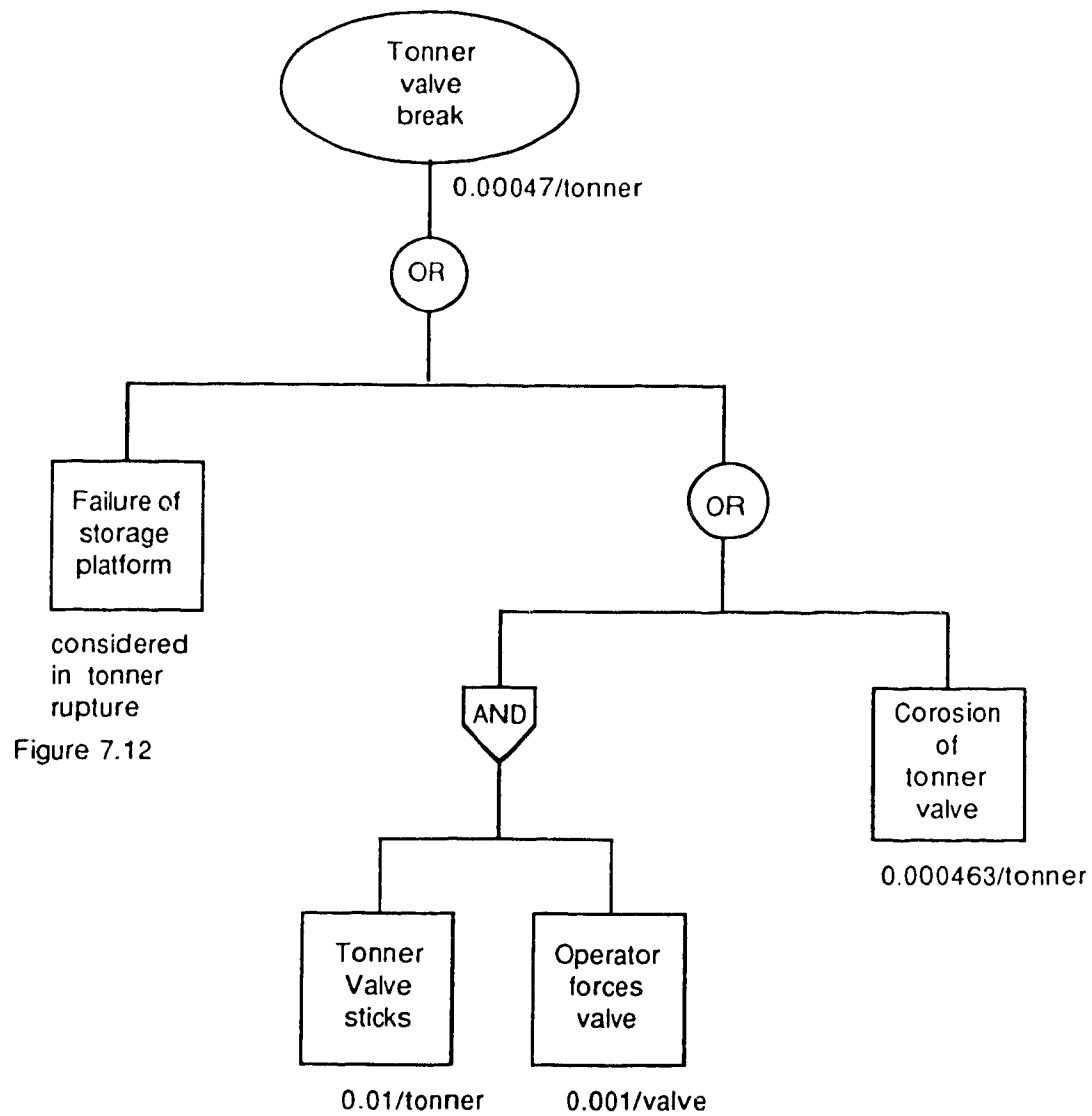 Tonner
valve
break
0.00047/tonner
OR
Failure of
storage
platform
considered
in tonner
rupture
Figure 7.12
OR
AND
Corosion
of
tonner
valve
0.000463/tonner
Tonner
Valve
sticks
0.01/tonner
Operator
forces
valve
0.001/valve